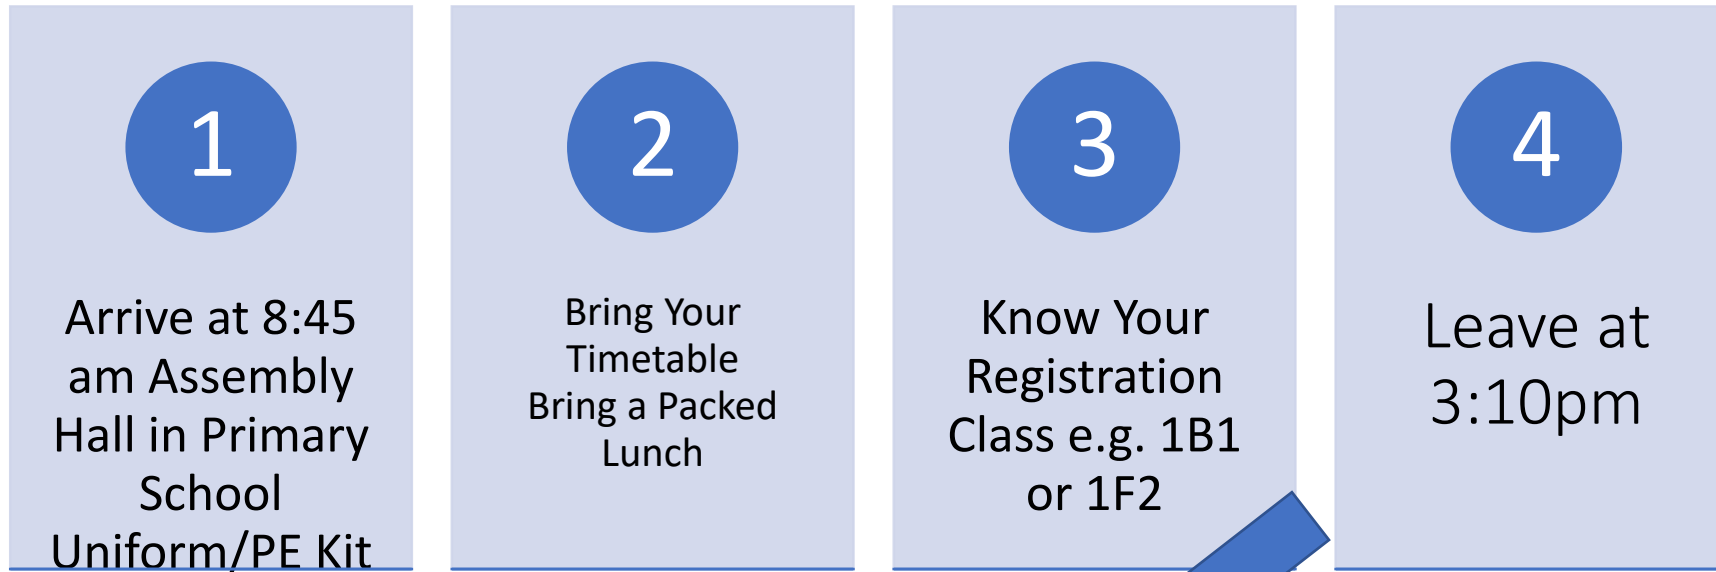 1
Arrive at 8:45
am Assembly
Hall in Primary
School
Uniform/PE Kit
2
Bring Your
Timetable
Bring a Packed
Lunch
3
Know Your
Registration
Class e.g. 1B1
or 1F2
4
Leave at
3:10pm